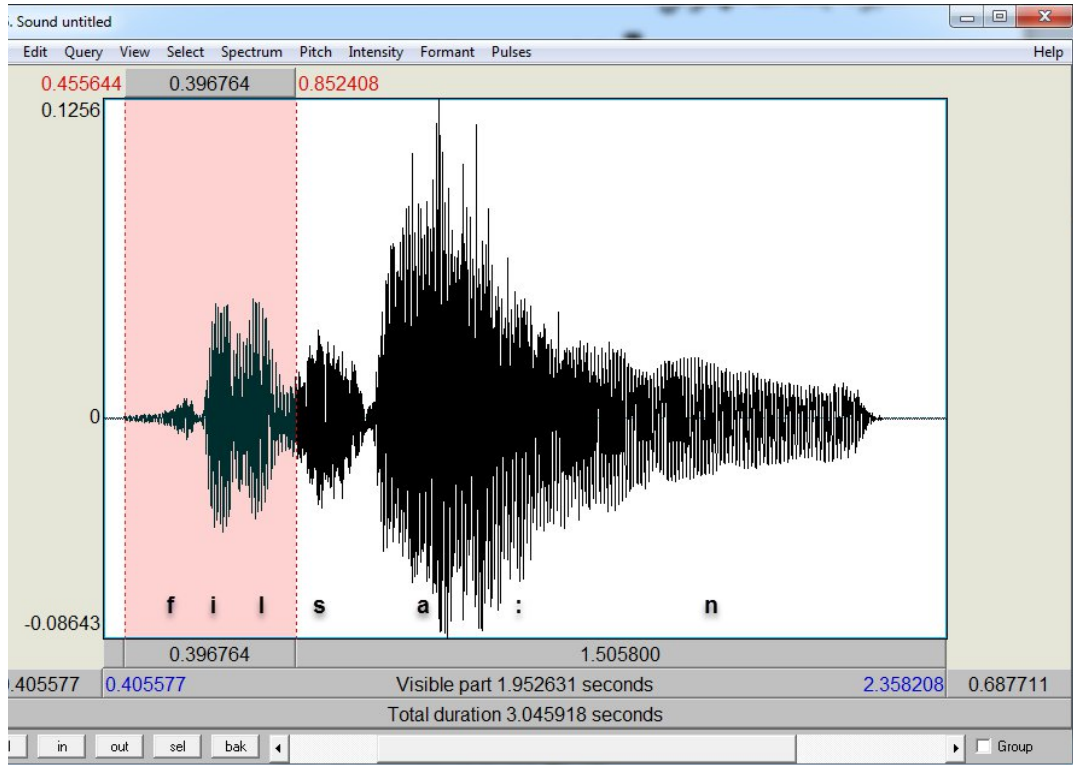 Sound untitled
Edit Query View Select Spectrum Pitch Intensity Formant Pulses Help
0.455644 0.396764 0.852408
0.1256
0
f i l s a : n
-0.08643
0.396764 1.505800
.405577 0.405577 Visible part 1.952631 seconds 2.358208 0.687711
Total duration 3.045918 seconds
in out sel bak Group